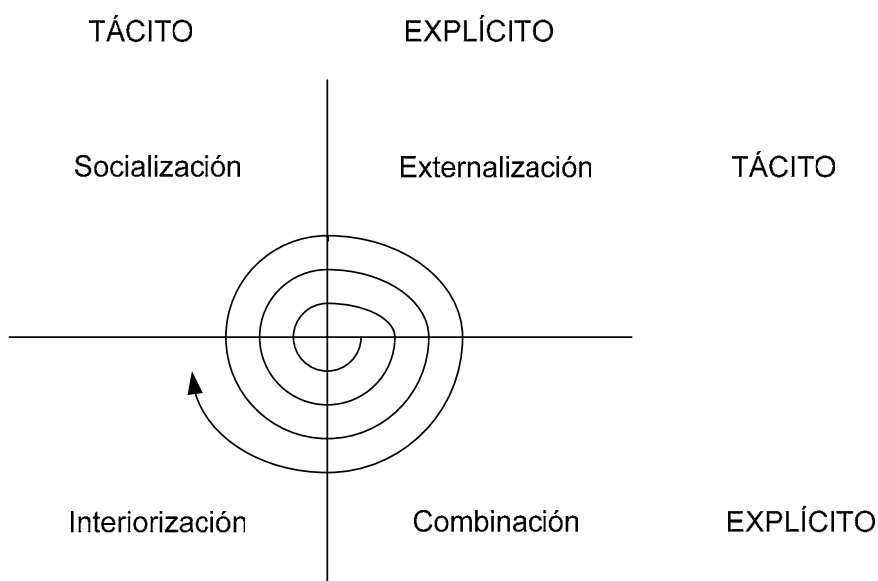 TÁCITO EXPLÍCITO
Socialización Externalización TÁCITO
Interiorización Combinación EXPLÍCITO